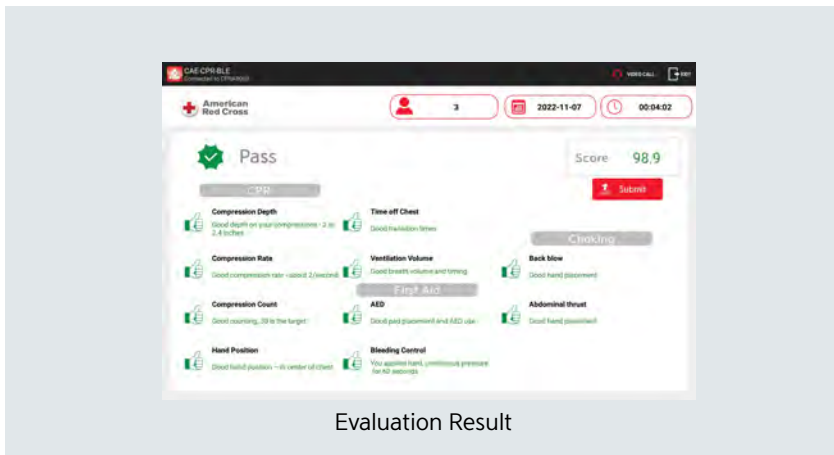 CAE-CPR-BLE
VIDEO CALL
EXIT
American
Red Cross
3
2022-11-07
00:04:02
Pass
Score 98.9
Submit
CPR
Compression Depth
Good depth on your compressions - 2 to
2.4 inches
Time off Chest
Good transition times
Choking
Compression Rate
Good compression rate - about 2/second
Ventilation Volume
Good breath volume and timing
Back blow
Good hand placement
First Aid
Compression Count
Good counting, 30 is the target
AED
Good pad placement and AED use
Abdominal thrust
Good hand placement
Hand Position
Good hand position - in center of chest
Bleeding Control
You applied hard, continuous pressure
for 60 seconds
Evaluation Result